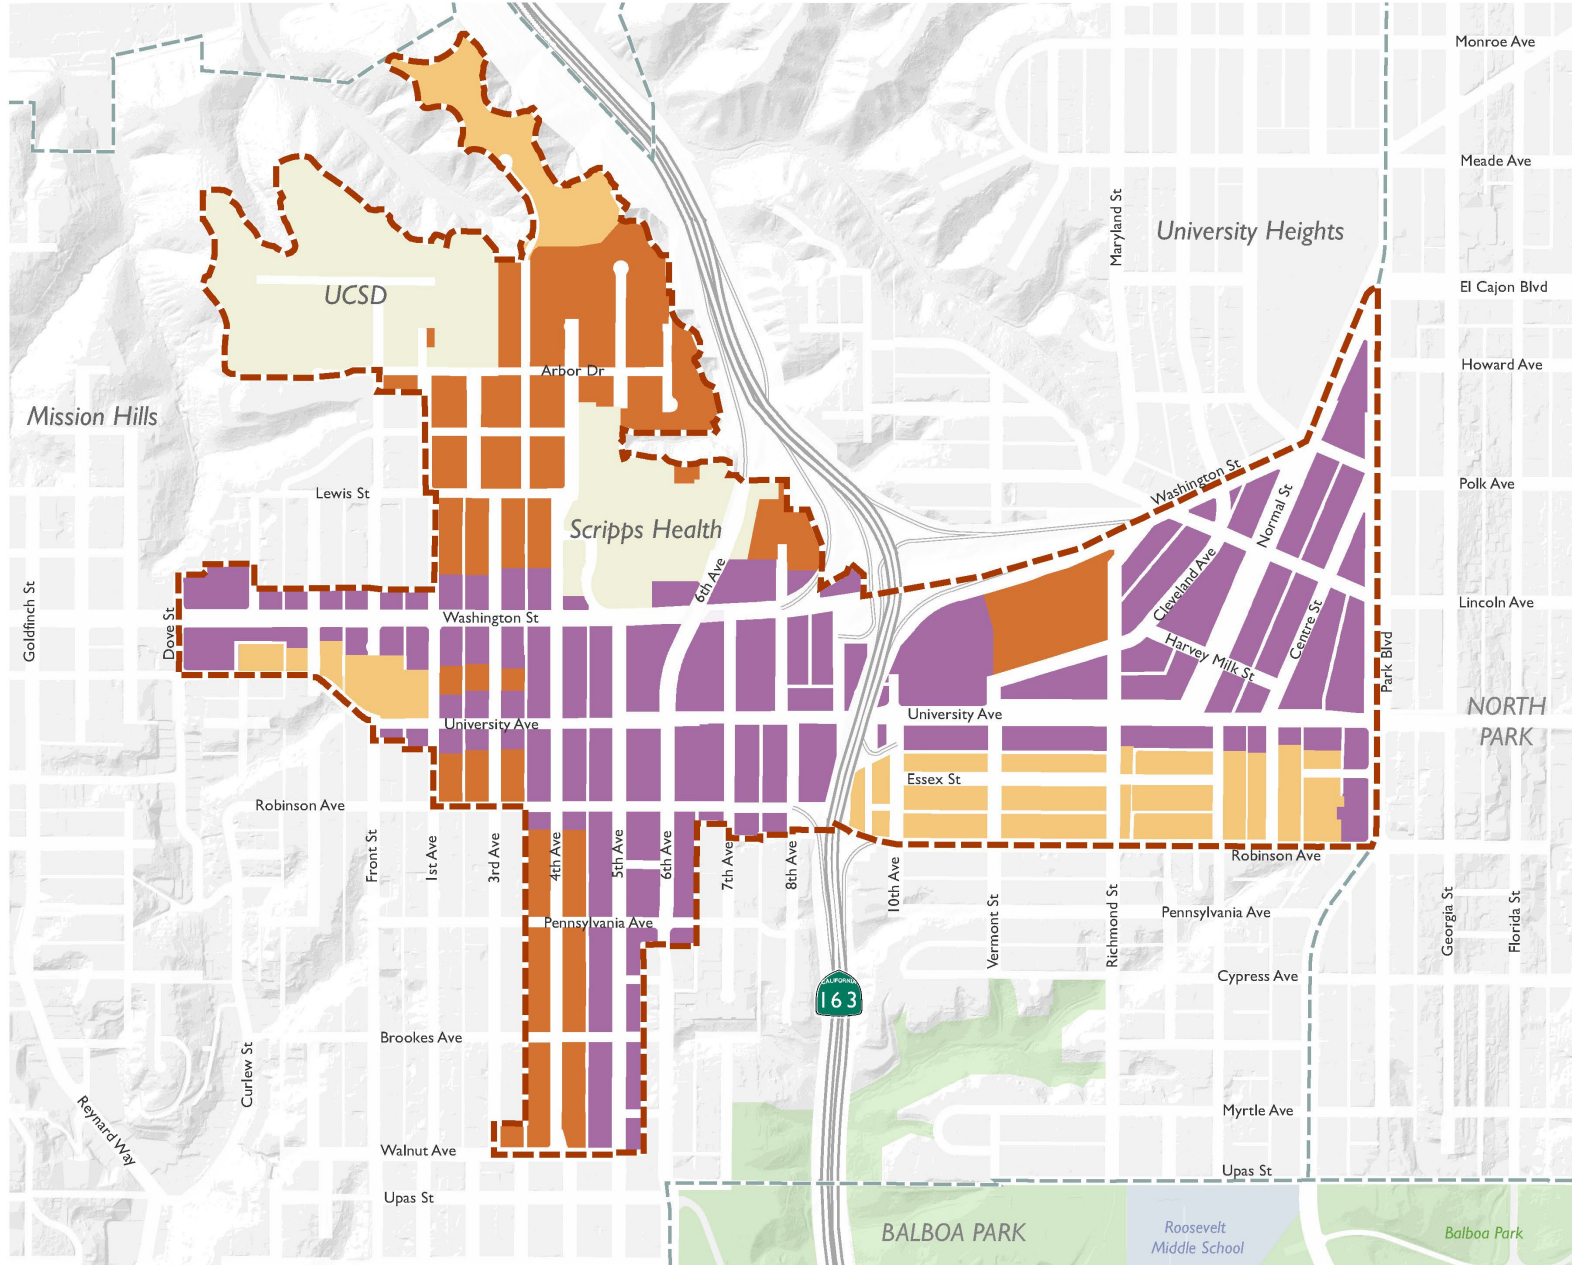 Monroe Ave
Meade Ave
Maryland St
University Heights
El Cajon Blvd
UCSD
Howard Ave
Arbor Dr
Mission Hills
Washington St
Polk Ave
Lewis St
Normal St
Scripps Health
Cleveland Ave
6th Ave
Goldfinch St
Dove St
Washington St
Lincoln Ave
Centre St
Harvey Milk St
Park Blvd
University Ave
University Ave
NORTH
PARK
Essex St
Robinson Ave
Front St
1st Ave
3rd Ave
4th Ave
5th Ave
6th Ave
7th Ave
8th Ave
10th Ave
Robinson Ave
Vermont St
Richmond St
Pennsylvania Ave
Pennsylvania Ave
Georgia St
Florida St
Cypress Ave
CALIFORNIA
163
Brookes Ave
Curlew St
Reynard Way
Myrtle Ave
Walnut Ave
Upas St
Upas St
BALBOA PARK
Roosevelt
Middle School
Balboa Park